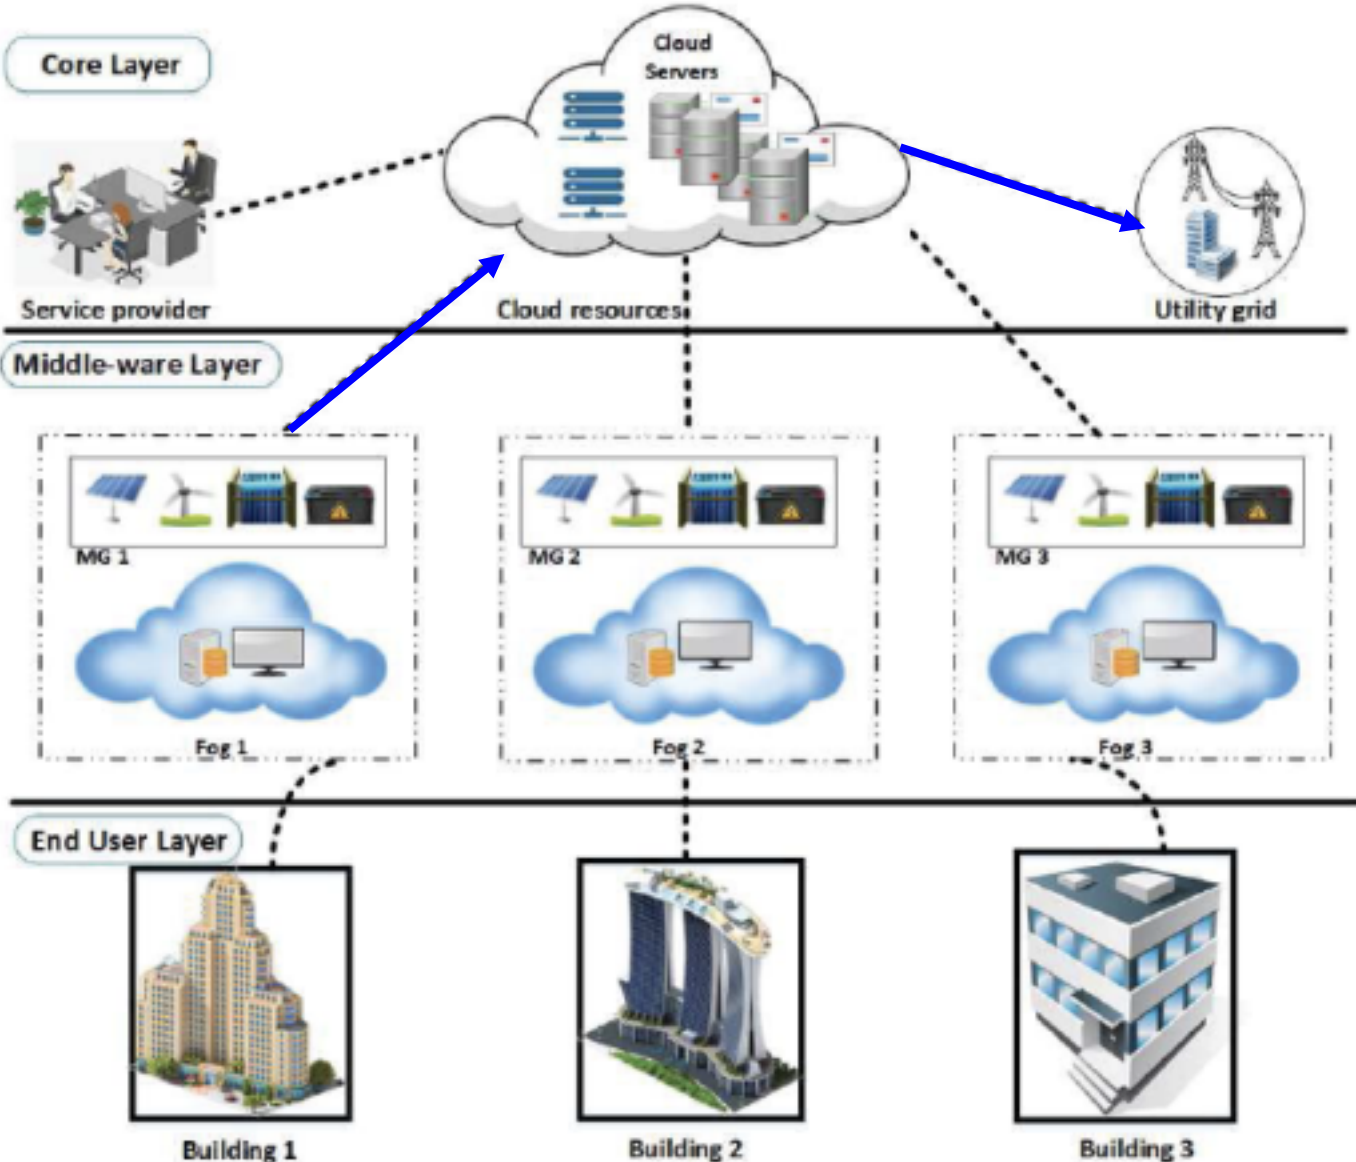 Core Layer
Cloud
Servers
Service provider
Cloud resources
Utility grid
Middle-ware Layer
MG 1
MG 2
MG 3
Fog 1
Fog 2
Fog 3
End User Layer
Building 1
Building 2
Building 3